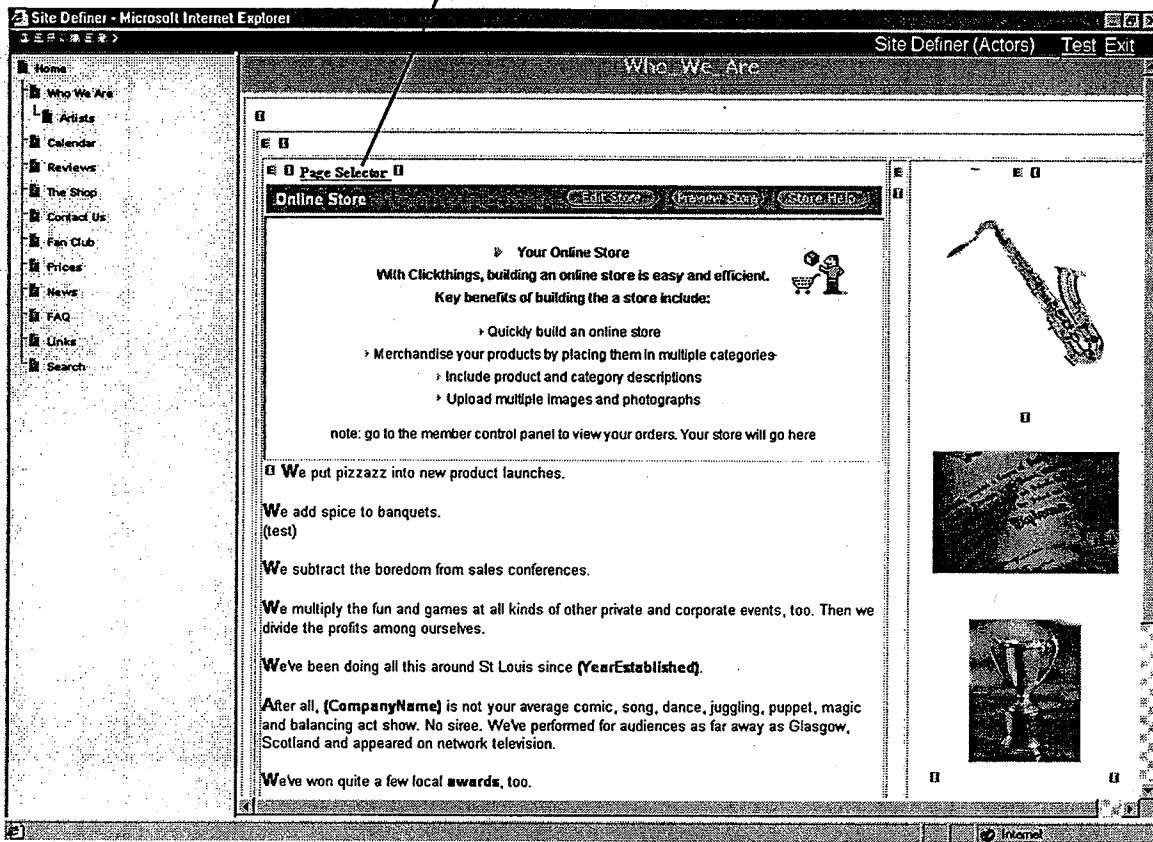 Site Definer - Microsoft Internet Explorer
Site Definer (Actors) Test Exit
Home
Who We Are
Artists
Calendar
Reviews
The Shop
Contact Us
Fan Club
Prices
News
FAQ
Links
Search
Who_We_Are
Page Selector
Online Store
Edit Store
Preview Store
Store Help
Your Online Store
With Clickthings, building an online store is easy and efficient.
Key benefits of building the a store include:
› Quickly build an online store
› Merchandise your products by placing them in multiple categories
› Include product and category descriptions
› Upload multiple images and photographs
note: go to the member control panel to view your orders. Your store will go here
We put pizzazz into new product launches.
We add spice to banquets.
(test)
We subtract the boredom from sales conferences.
We multiply the fun and games at all kinds of other private and corporate events, too. Then we
divide the profits among ourselves.
We've been doing all this around St Louis since (YearEstablished).
After all, (CompanyName) is not your average comic, song, dance, juggling, puppet, magic
and balancing act show. No siree. We've performed for audiences as far away as Glasgow,
Scotland and appeared on network television.
We've won quite a few local awards, too.
Internet